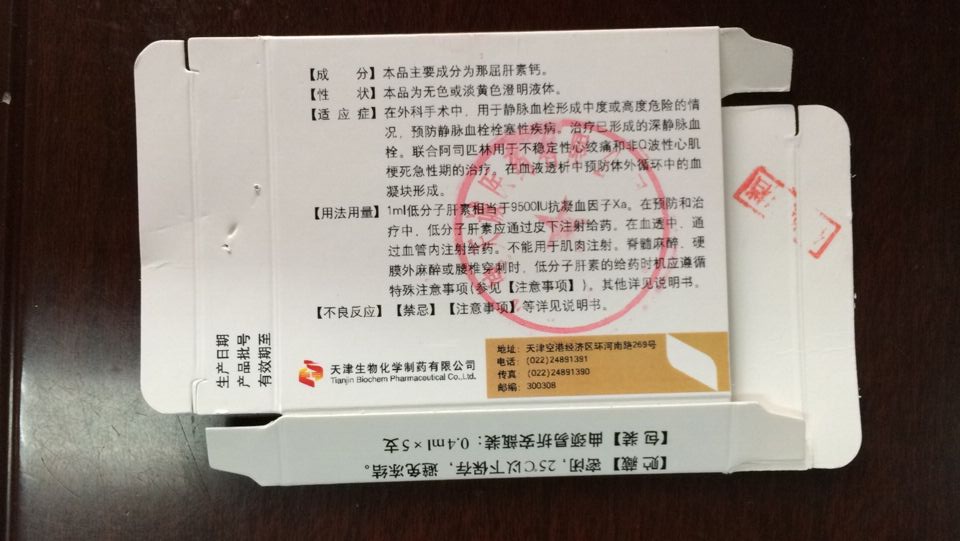 【成　　分】本品主要成分为那屈肝素钙。
【性　　状】本品为无色或淡黄色澄明液体。
【适 应 症】在外科手术中，用于静脉血栓形成中度或高度危险的情
况，预防静脉血栓栓塞性疾病。治疗已形成的深静脉血
栓。联合阿司匹林用于不稳定性心绞痛和非Q波性心肌
梗死急性期的治疗。在血液透析中预防体外循环中的血
凝块形成。
【用法用量】1ml低分子肝素相当于9500IU抗凝血因子Xa。在预防和治
疗中，低分子肝素应通过皮下注射给药。在血透中，通
过血管内注射给药。不能用于肌肉注射。脊髓麻醉、硬
膜外麻醉或腰椎穿刺时，低分子肝素的给药时机应遵循
特殊注意事项(参见【注意事项】)。其他详见说明书。
【不良反应】【禁忌】【注意事项】等详见说明书。
生产日期
产品批号
有效期至
天津生物化学制药有限公司
Tianjin Biochem Pharmaceutical Co.,Ltd.
地址：天津空港经济区环河南路269号
电话：(022)24891391
传真：(022)24891390
邮编：300308
【包 装】曲颈易折安瓿装：0.4ml×5支
【贮 藏】密闭，25℃以下保存，避免冻结。